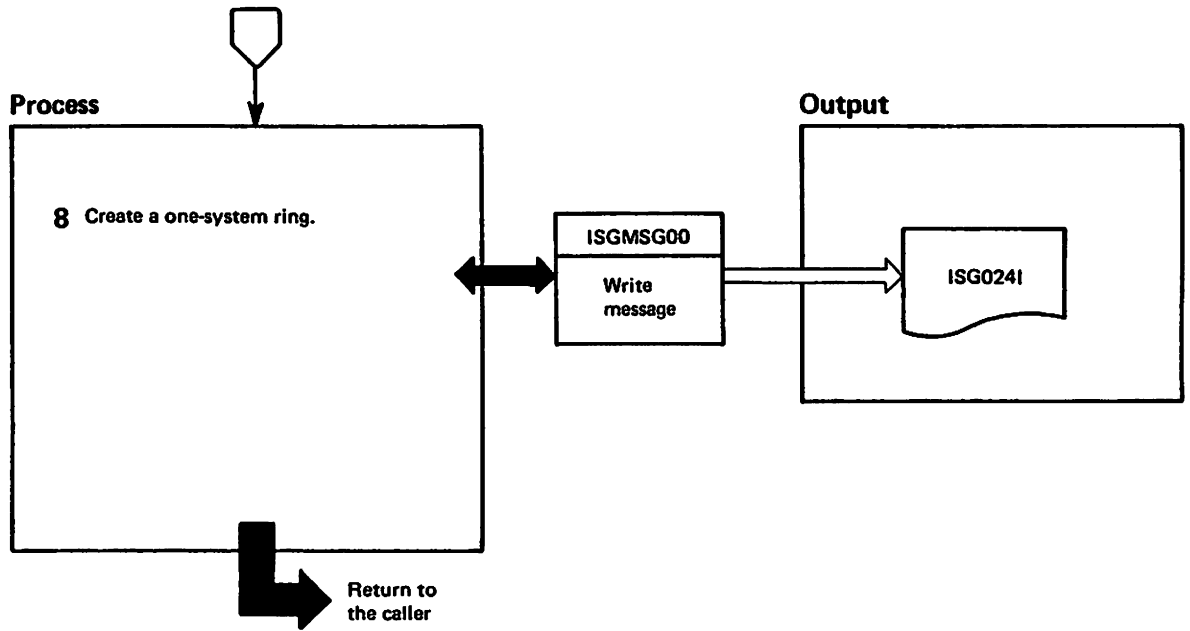 Process
Output
8 Create a one-system ring.
ISGMSG00
Write
message
ISG024I
Return to
the caller